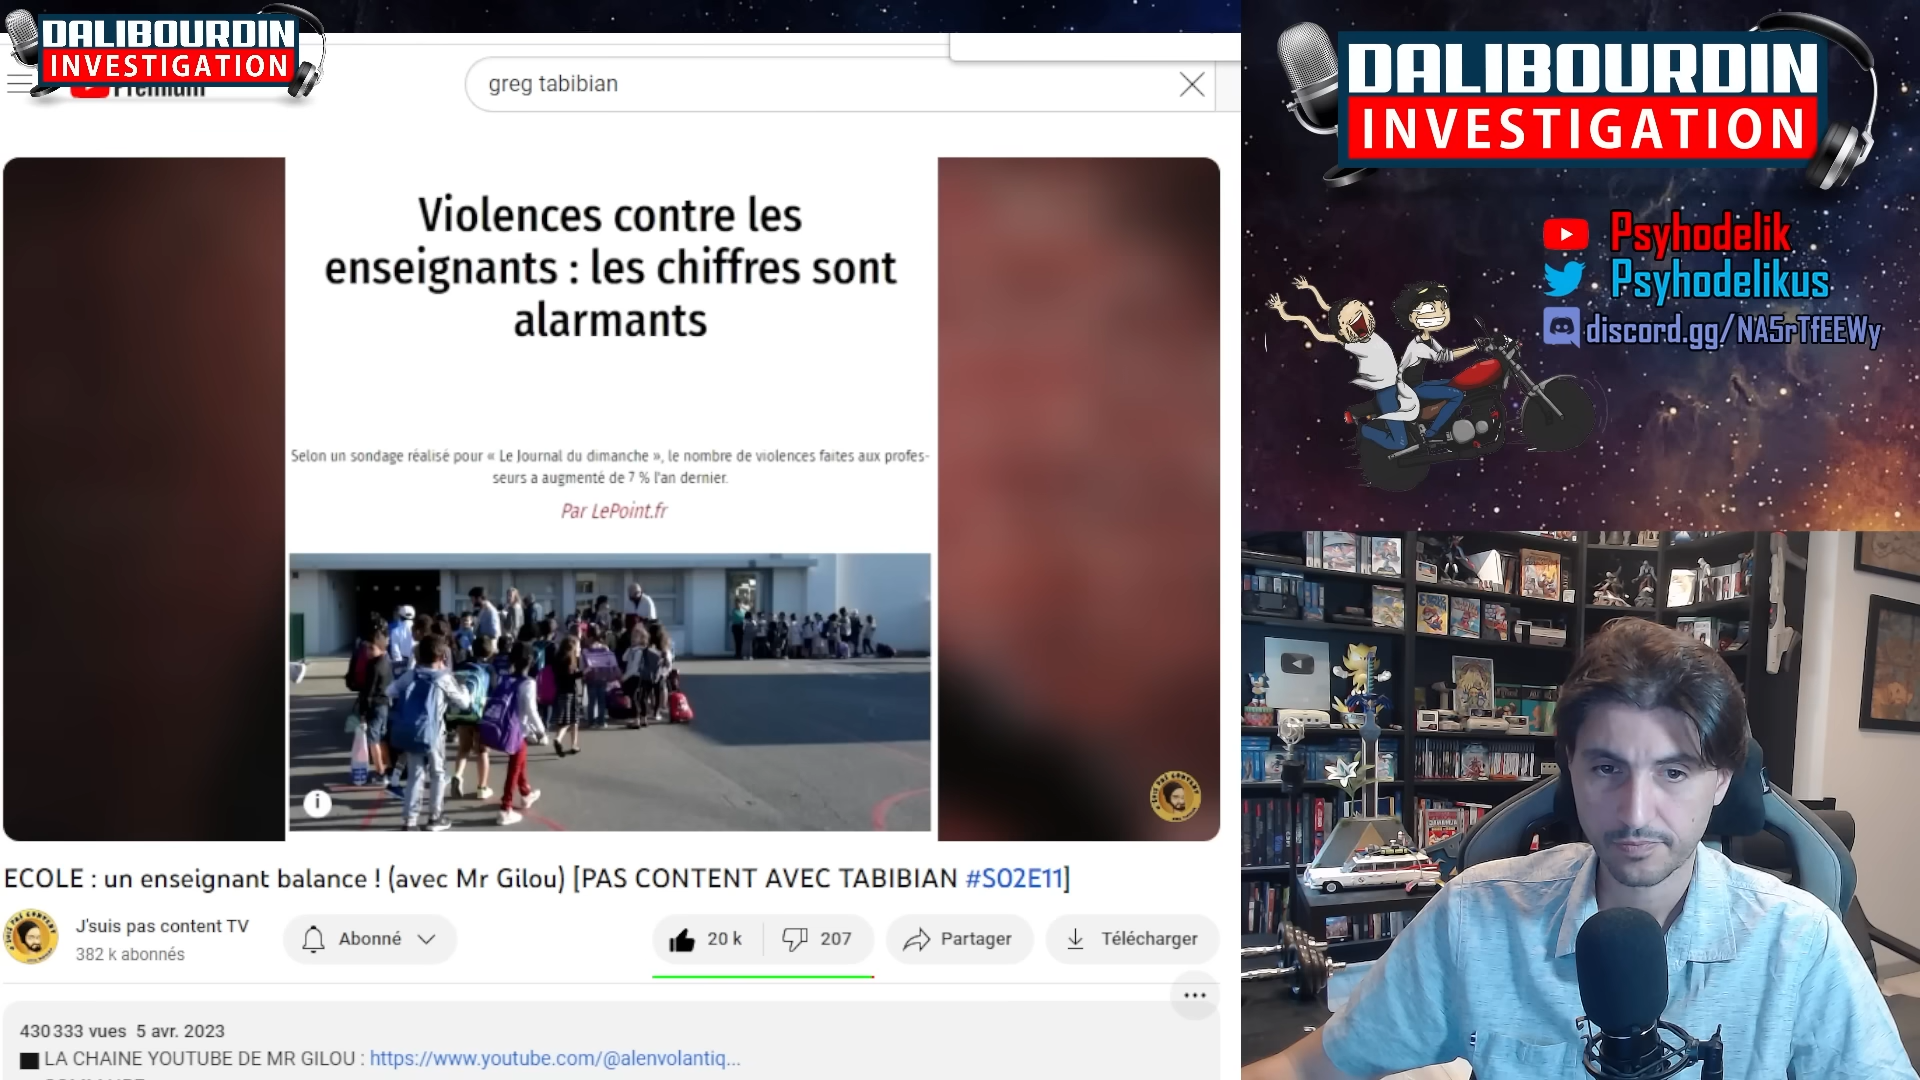 DALIBOURDIN
INVESTIGATION
Premium
greg tabibian
Violences contre les
enseignants : les chiffres sont
alarmants
Selon un sondage réalisé pour « Le Journal du dimanche », le nombre de violences faites aux profes-
seurs a augmenté de 7 % l'an dernier.
Par LePoint.fr
ECOLE : un enseignant balance ! (avec Mr Gilou) [PAS CONTENT AVEC TABIBIAN #S02E11]
J'suis pas content TV
382 k abonnés
Abonné
20 k
207
Partager
Télécharger
430 333 vues 5 avr. 2023
LA CHAINE YOUTUBE DE MR GILOU : https://www.youtube.com/@alenvolantiq...
DALIBOURDIN
INVESTIGATION
Psyhodelik
Psyhodelikus
discord.gg/NA5rTfEEWy